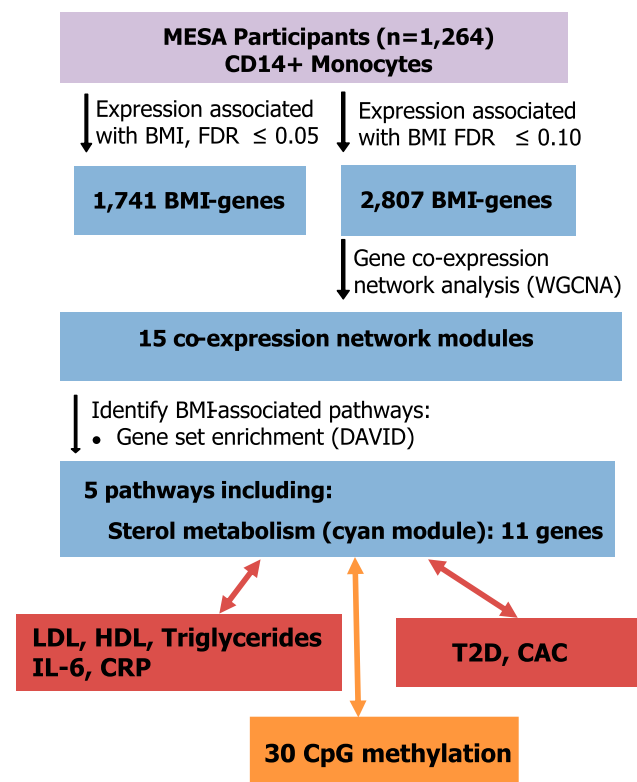 MESA Participants (n=1,264)
CD14+ Monocytes
Expression associated
with BMI, FDR ≤ 0.05
Expression associated
with BMI FDR ≤ 0.10
1,741 BMI-genes
2,807 BMI-genes
Gene co-expression
network analysis (WGCNA)
15 co-expression network modules
Identify BMI-associated pathways:
• Gene set enrichment (DAVID)
5 pathways including:
Sterol metabolism (cyan module): 11 genes
LDL, HDL, Triglycerides
IL-6, CRP
T2D, CAC
30 CpG methylation